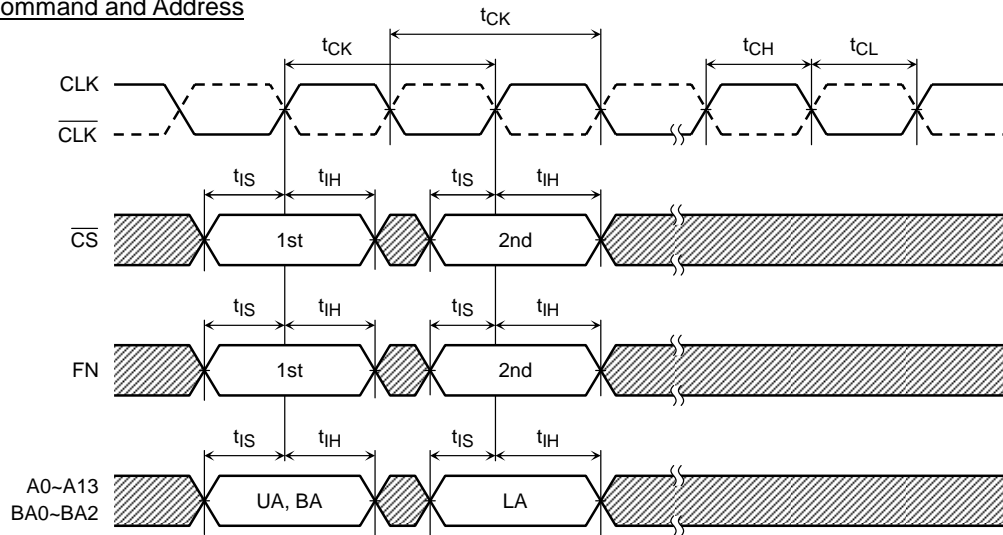 ommand and Address
tCK
tCK
tCH
tCL
CLK
CLK
tIS
tIH
tIS
tIH
CS
1st
2nd
tIS
tIH
tIS
tIH
FN
1st
2nd
tIS
tIH
tIS
tIH
A0~A13
BA0~BA2
UA, BA
LA